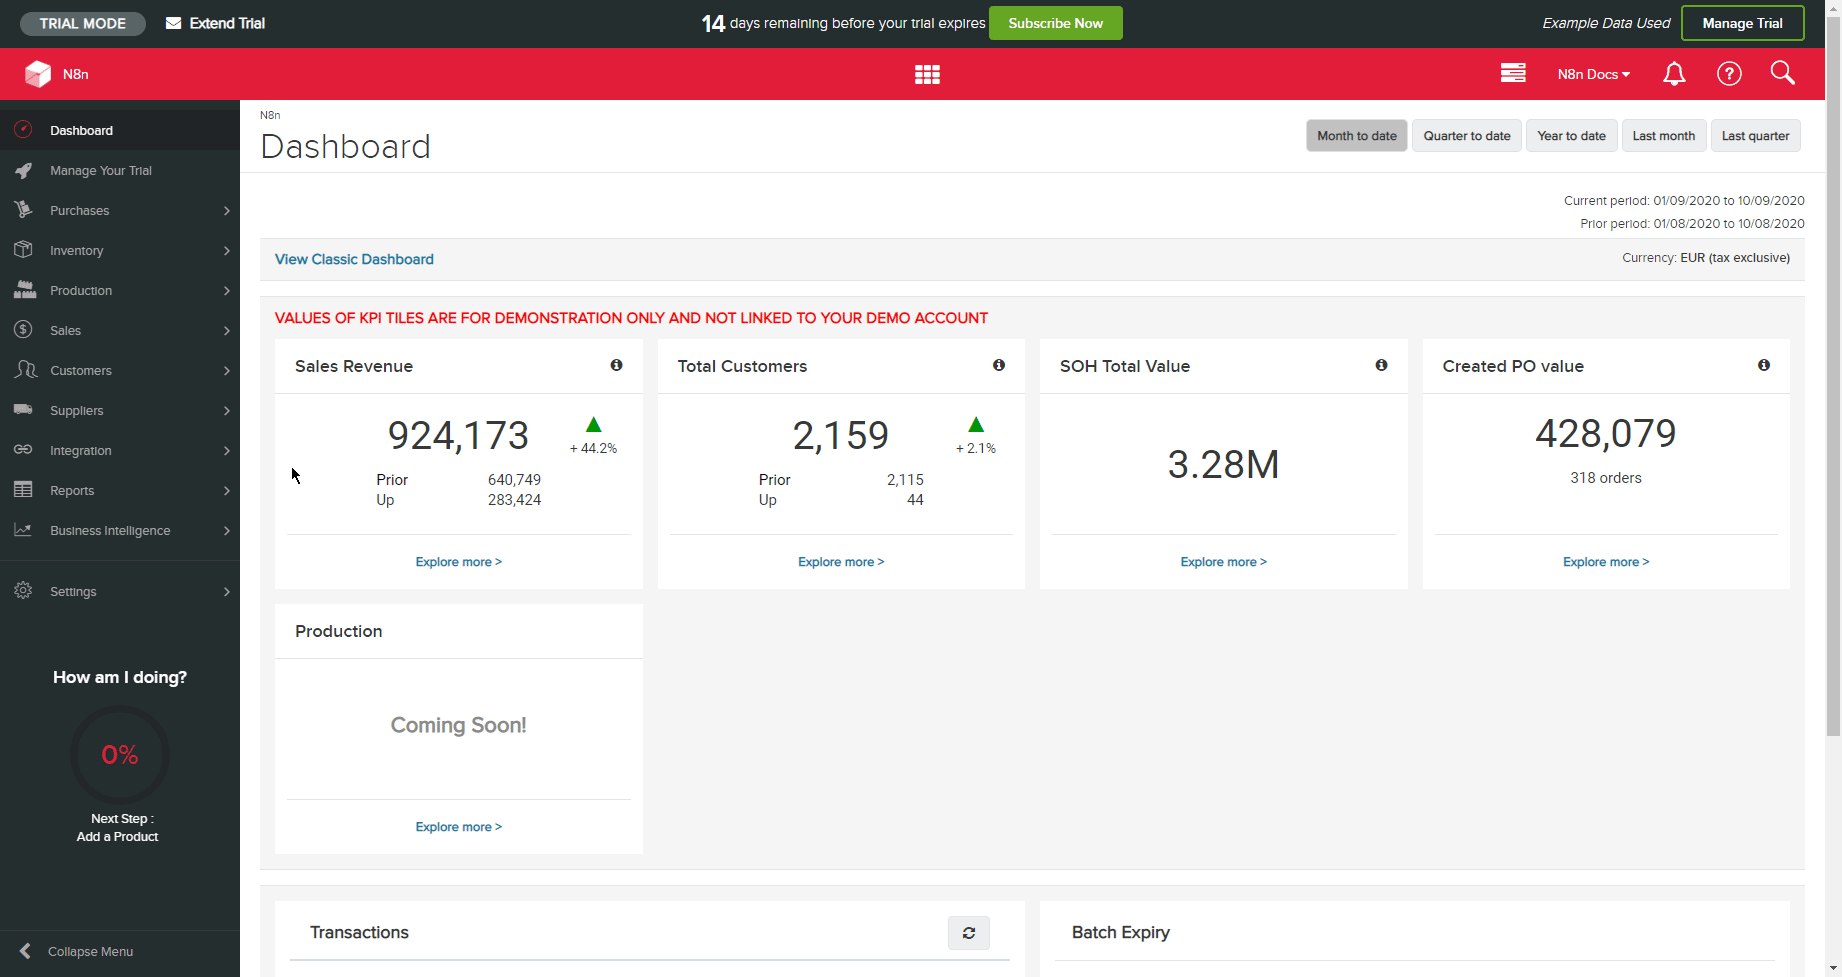 TRIAL MODE
Extend Trial
14 days remaining before your trial expires
Subscribe Now
Example Data Used
Manage Trial
N8n
N8n Docs
Dashboard
Manage Your Trial
Purchases
Inventory
Production
Sales
Customers
Suppliers
Integration
Reports
Business Intelligence
Settings
How am I doing?
0%
Next Step :
Add a Product
Collapse Menu
N8n
Dashboard
Month to date
Quarter to date
Year to date
Last month
Last quarter
Current period: 01/09/2020 to 10/09/2020
Prior period: 01/08/2020 to 10/08/2020
View Classic Dashboard
Currency: EUR (tax exclusive)
VALUES OF KPI TILES ARE FOR DEMONSTRATION ONLY AND NOT LINKED TO YOUR DEMO ACCOUNT
Sales Revenue
924,173
+ 44.2%
Prior 640,749
Up 283,424
Explore more >
Total Customers
2,159
+ 2.1%
Prior 2,115
Up 44
Explore more >
SOH Total Value
3.28M
Explore more >
Created PO value
428,079
318 orders
Explore more >
Production
Coming Soon!
Explore more >
Transactions
Batch Expiry